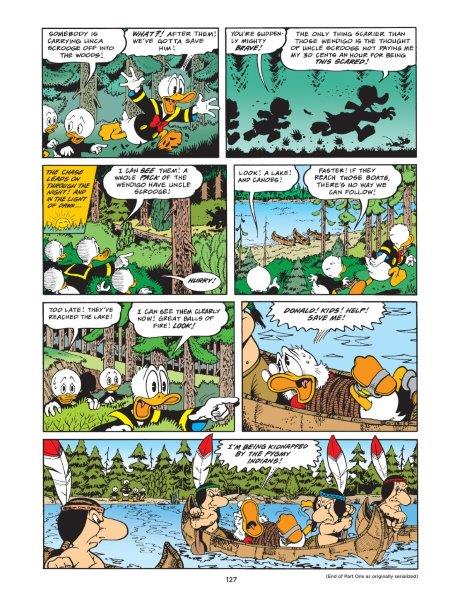 SOMEBODY IS
CARRYING UNCA
SCROOGE OFF INTO
THE WOODS!
WHAT?! AFTER THEM!
WE'VE GOTTA SAVE
HIM!
YOU'RE SUDDEN-
LY MIGHTY
BRAVE!
THE ONLY THING SCARIER THAN
THOSE WENDIGO IS THE THOUGHT
OF UNCLE SCROOGE NOT PAYING ME
MY 30 CENTS AN HOUR FOR BEING
THIS SCARED!
THE CHASE
LEADS ON
THROUGH THE
NIGHT! AND
IN THE LIGHT
OF DAWN...
I CAN SEE THEM! A
WHOLE PACK OF THE
WENDIGO HAVE UNCLE
SCROOGE!
HURRY!
LOOK! A LAKE!
AND CANOES!
FASTER! IF THEY
REACH THOSE BOATS,
THERE'S NO WAY WE
CAN FOLLOW!
TOO LATE! THEY'VE
REACHED THE LAKE!
I CAN SEE THEM CLEARLY
NOW! GREAT BALLS OF
FIRE! LOOK!
DONALD! KIDS! HELP!
SAVE ME!
I'M BEING KIDNAPPED
BY THE PYGMY
INDIANS!
127
(End of Part One as originally serialized)